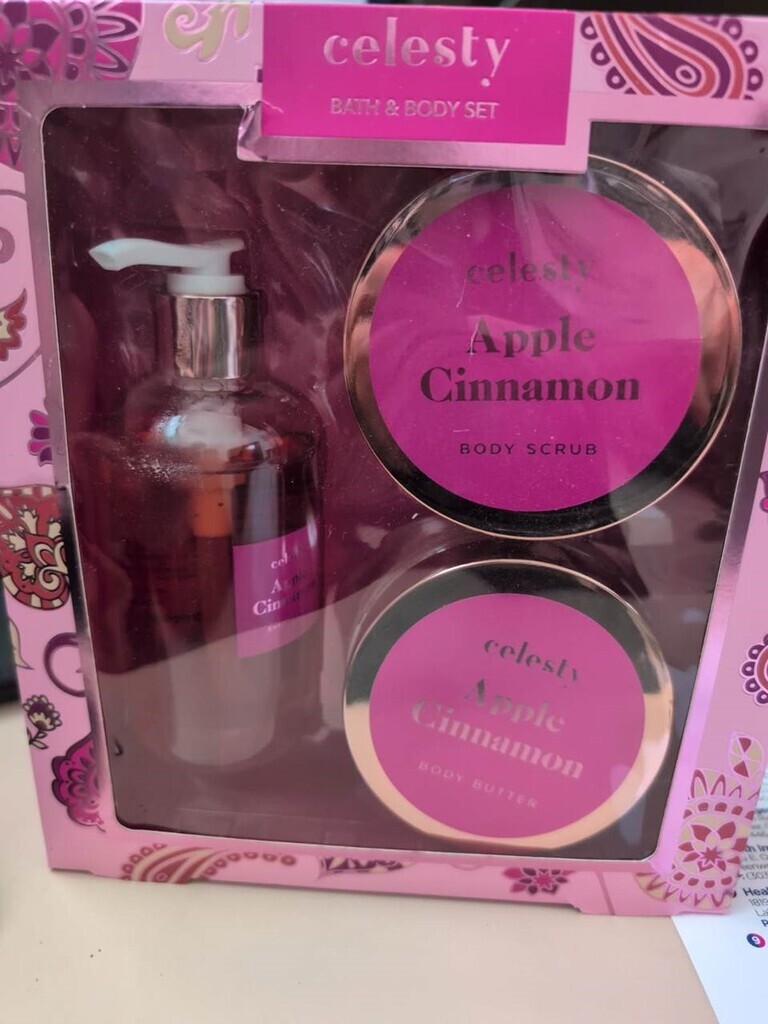 celesty
BATH & BODY SET
celesty
Apple
Cinnamon
BODY SCRUB
celesty
Apple
Cinnamon
BODY BUTTER